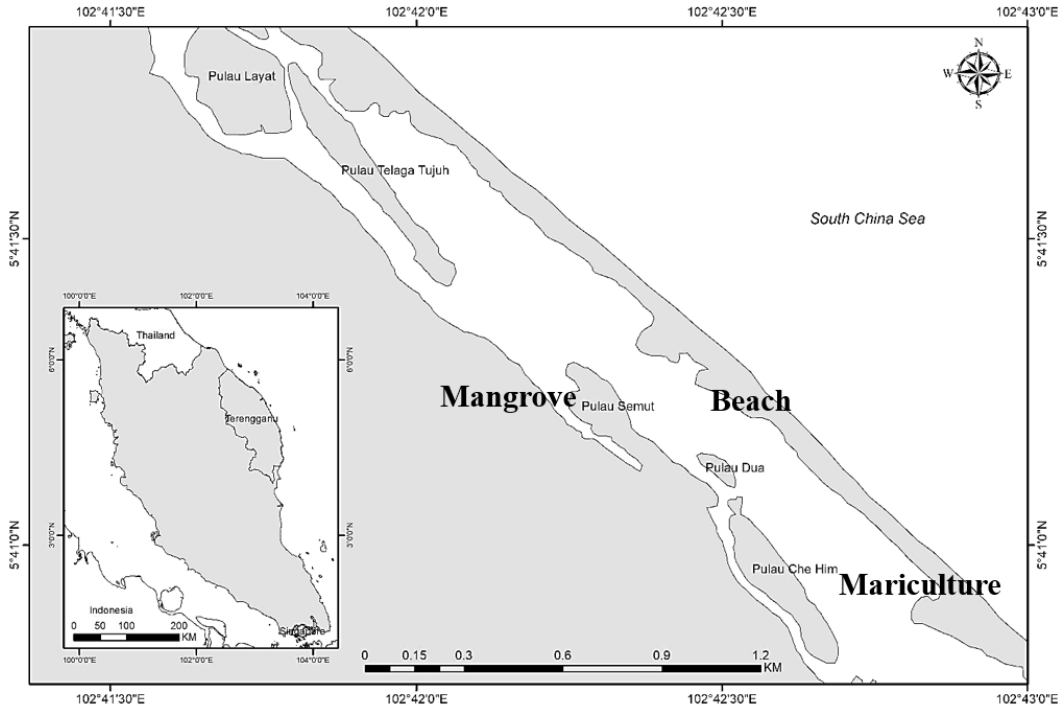 102°41'30"E 102°42'0"E 102°42'30"E 102°43'0"E
N
W E
S
Pulau Layat
Pulau Telaga Tujuh
South China Sea
5°41'30"N 5°41'30"N
100°0'0"E 102°0'0"E 104°0'0"E
Thailand
6°0'0"N 6°0'0"N
Terengganu
Mangrove
Pulau Semut
Beach
Pulau Dua
3°0'0"N 3°0'0"N
5°41'0"N 5°41'0"N
Pulau Che Him
Mariculture
Indonesia
Singapore
0 50 100 200
KM
100°0'0"E 102°0'0"E 104°0'0"E
0 0.15 0.3 0.6 0.9 1.2
KM
102°41'30"E 102°42'0"E 102°42'30"E 102°43'0"E